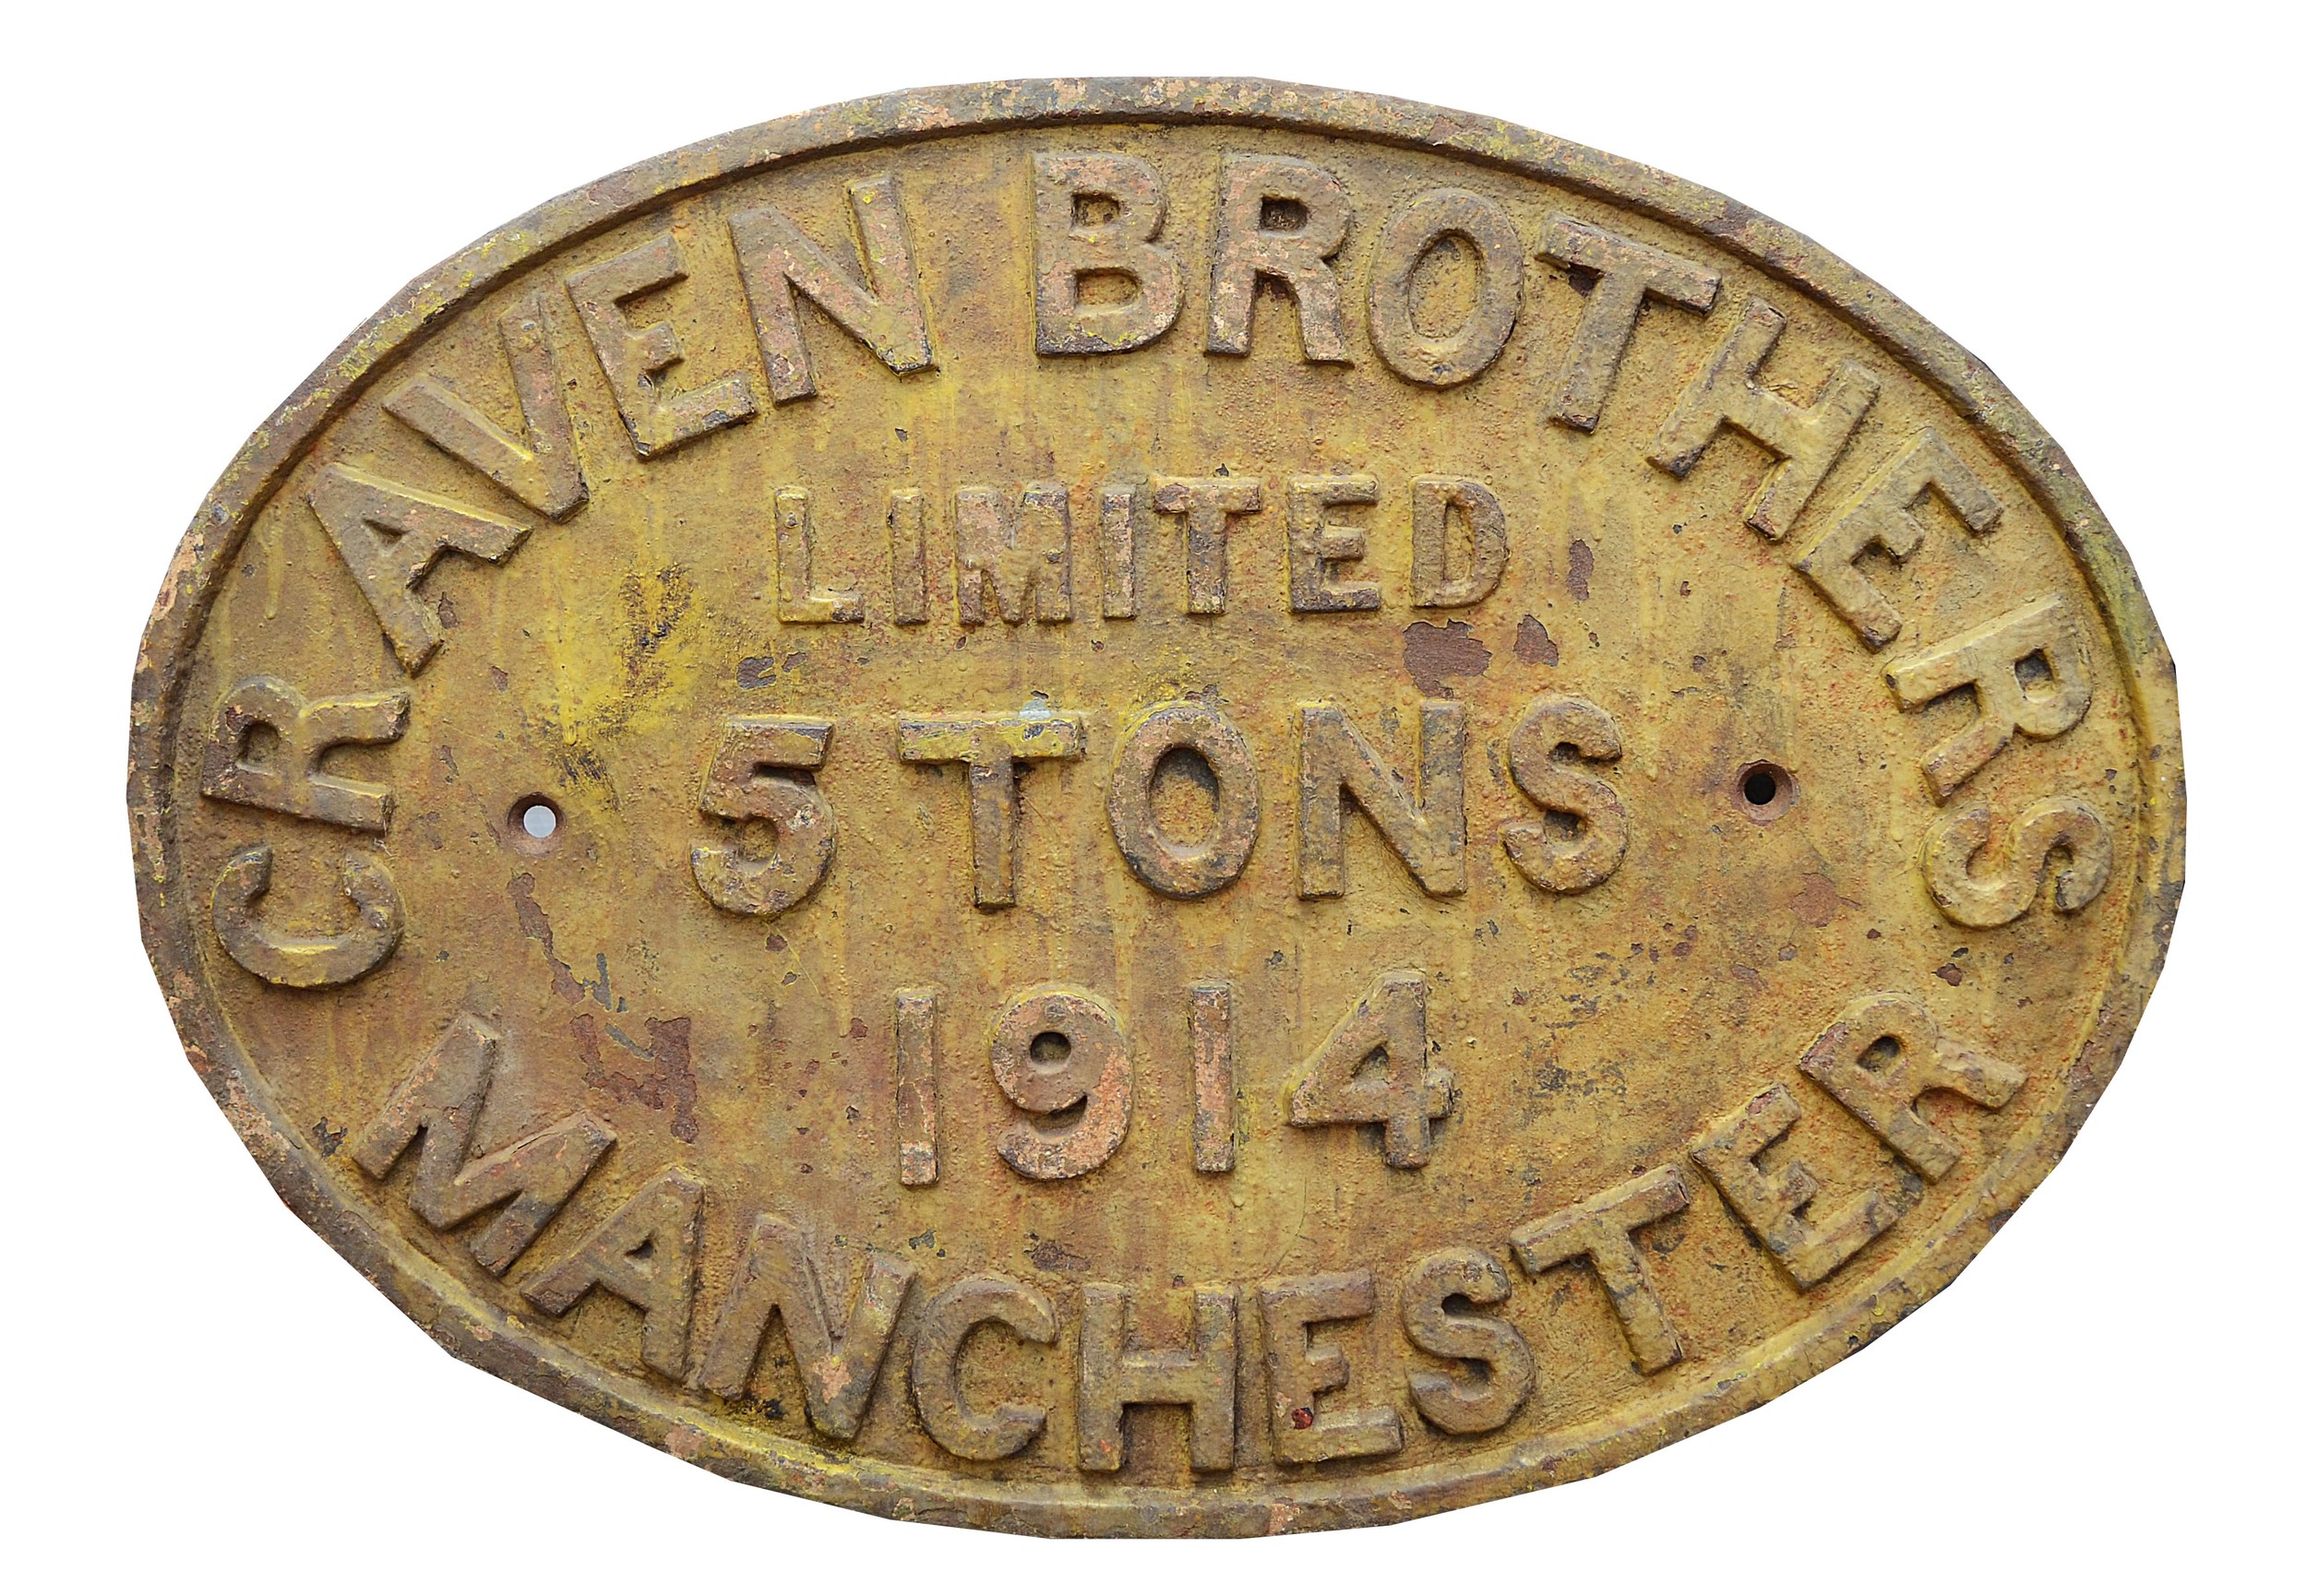 CRAVEN BROTHERS
LIMITED
5 TONS
1914
MANCHESTER